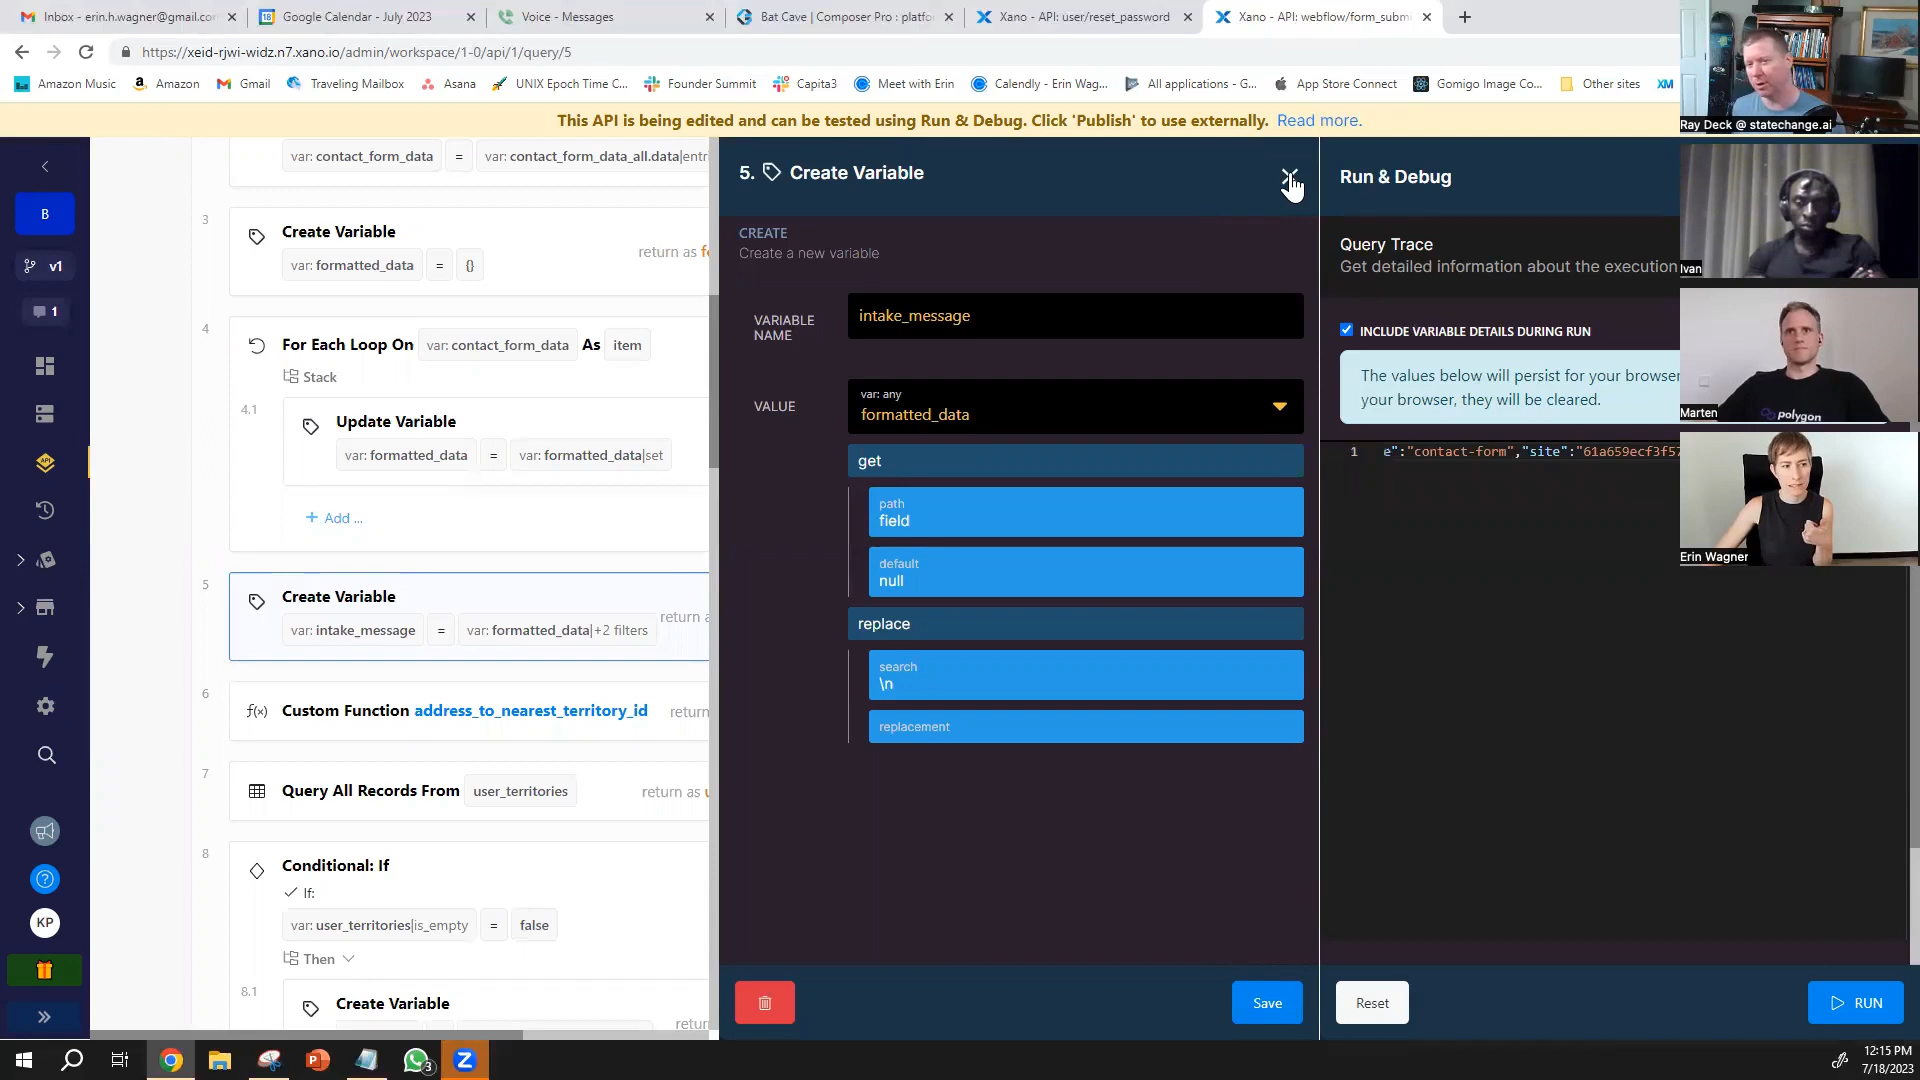 Inbox - erin.h.wagner@gmail.co
Google Calendar - July 2023
Voice - Messages
Bat Cave | Composer Pro : platfo
Xano - API: user/reset_password
Xano - API: webflow/form_subm
https://xeid-rjwi-widz.n7.xano.io/admin/workspace/1-0/api/1/query/5
Amazon Music
Amazon
Gmail
Traveling Mailbox
Asana
UNIX Epoch Time C...
Founder Summit
Capita3
Meet with Erin
Calendly - Erin Wag...
All applications - G...
App Store Connect
Gomigo Image Co...
Other sites
XM
This API is being edited and can be tested using Run & Debug. Click 'Publish' to use externally. Read more.
B
v1
1
API
KP
var: contact_form_data = var: contact_form_data_all.data|entri
3
Create Variable
var: formatted_data = {}
return as fo
4
For Each Loop On var: contact_form_data As item
Stack
4.1
Update Variable
var: formatted_data = var: formatted_data|set
+ Add ...
5
Create Variable
var: intake_message = var: formatted_data|+2 filters
return a
6
f(x) Custom Function address_to_nearest_territory_id
return
7
Query All Records From user_territories
return as u
8
Conditional: If
If:
var: user_territories|is_empty = false
Then
8.1
Create Variable
retur
5. Create Variable
CREATE
Create a new variable
VARIABLE NAME
intake_message
VALUE
var: any
formatted_data
get
path
field
default
null
replace
search
\n
replacement
Save
Run & Debug
Query Trace
Get detailed information about the execution
INCLUDE VARIABLE DETAILS DURING RUN
The values below will persist for your browser
your browser, they will be cleared.
1 e":"contact-form","site":"61a659ecf3f57
Reset
RUN
Ray Deck @ statechange.ai
Ivan
polygon
Marten
Erin Wagner
3
12:15 PM
7/18/2023